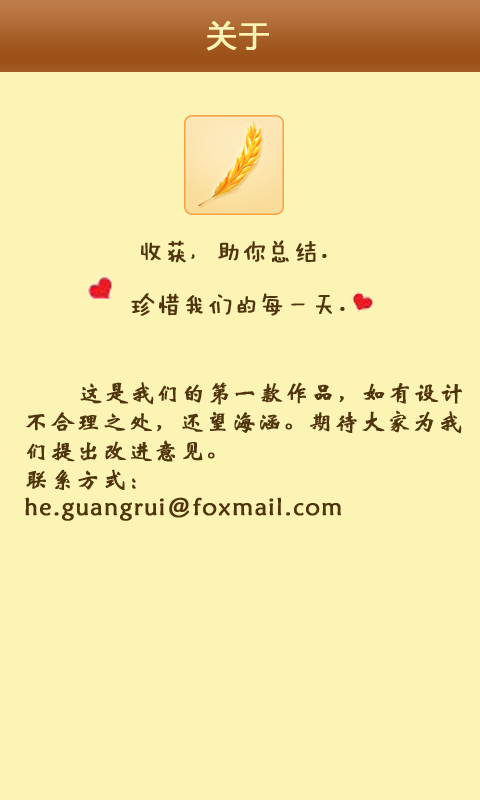 关于
收获，助你总结.
珍惜我们的每一天.
这是我们的第一款作品，如有设计
不合理之处，还望海涵。期待大家为我
们提出改进意见。
联系方式：
he.guangrui@foxmail.com